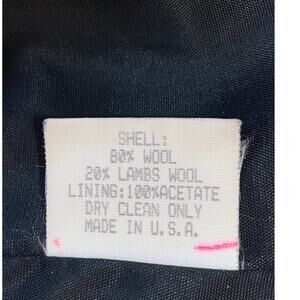 SHELL:
80% WOOL
20% LAMBS WOOL
LINING:100%ACETATE
DRY CLEAN ONLY
MADE IN U.S.A.